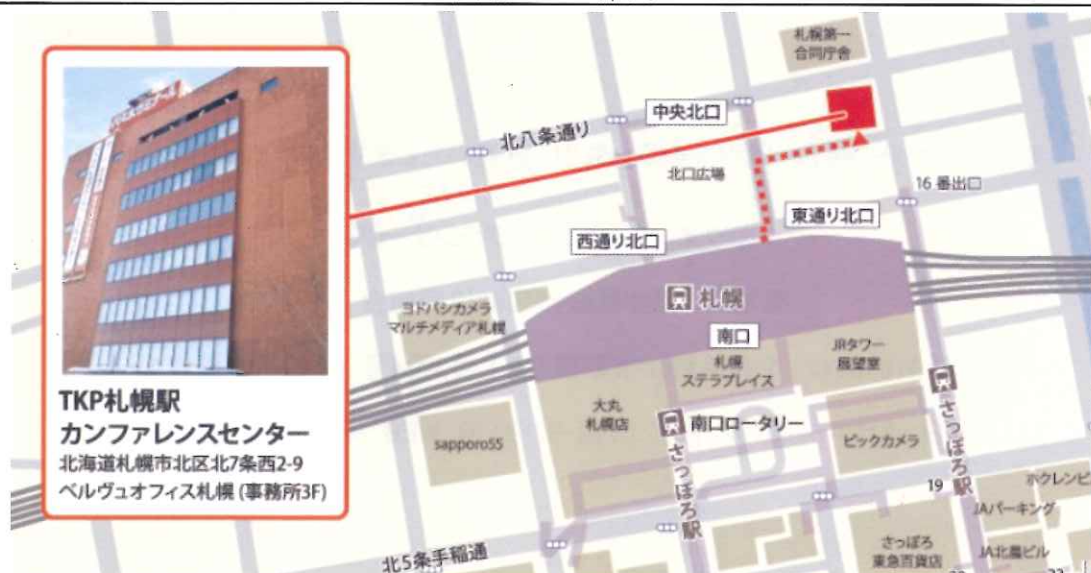 TKP札幌駅
カンファレンスセンター
北海道札幌市北区北7条西2-9
ベルヴュオフィス札幌 (事務所3F)
札幌第一
合同庁舎
中央北口
北八条通り
北口広場
16 番出口
東通り北口
西通り北口
ヨドバシカメラ
マルチメディア札幌
札幌
南口
札幌
ステラプレイス
JRタワー
展望室
大丸
札幌店
南口ロータリー
sapporo55
ビックカメラ
さっぽろ駅
さっぽろ駅
19
ホクレンビ
JAパーキング
さっぽろ
東急百貨店
JA北農ビル
北5条手稲通